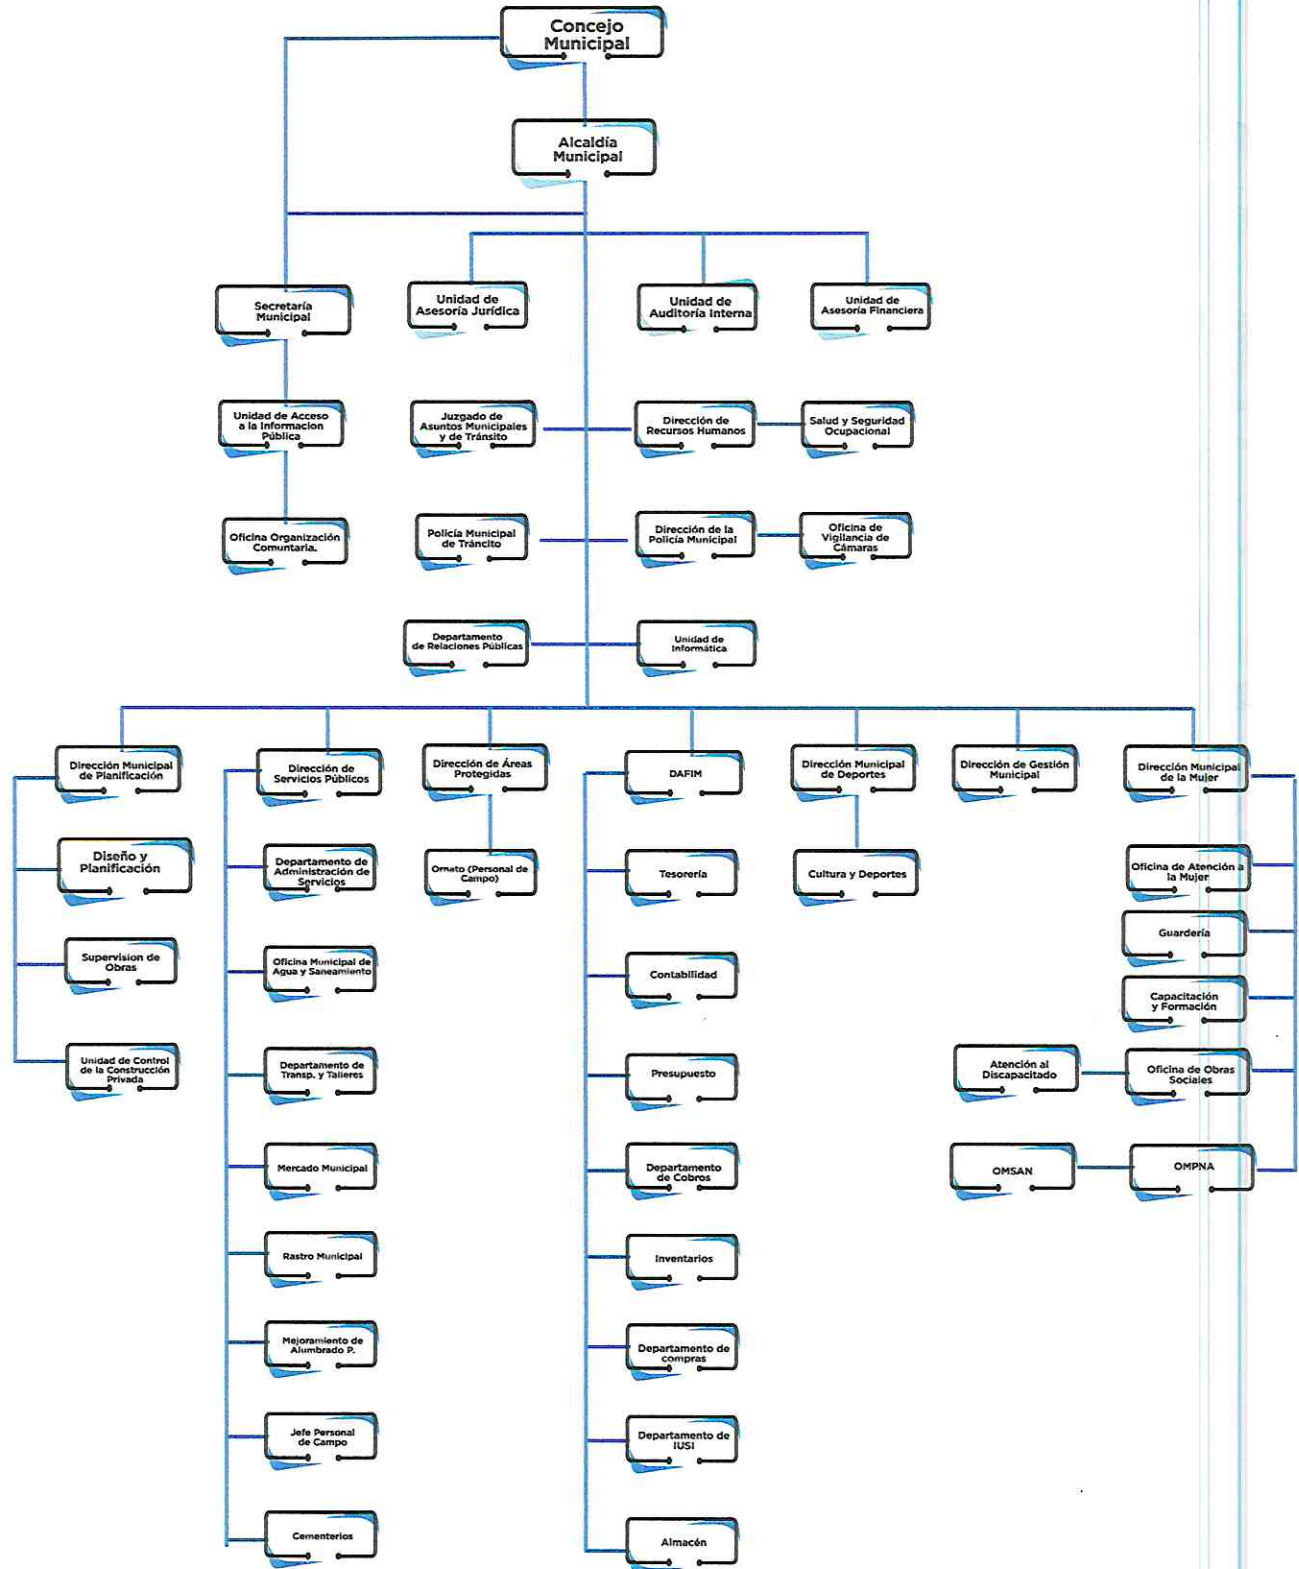 Concejo
Municipal
Alcaldía
Municipal
Secretaría
Municipal
Unidad de
Asesoría Jurídica
Unidad de
Auditoría Interna
Unidad de
Asesoría Financiera
Unidad de Acceso
a la Informacion
Pública
Juzgado de
Asuntos Municipales
y de Tránsito
Dirección de
Recursos Humanos
Salud y Seguridad
Ocupacional
Oficina Organización
Comuntaria.
Policía Municipal
de Tráncito
Dirección de la
Policía Municipal
Oficina de
Vigilancia de
Cámaras
Departamento
de Relaciones Públicas
Unidad de
Informática
Dirección Municipal
de Planificación
Dirección de
Servicios Públicos
Dirección de Áreas
Protegidas
DAFIM
Dirección Municipal
de Deportes
Dirección de Gestión
Municipal
Dirección Municipal
de la Mujer
Diseño y
Planificación
Departamento de
Administración de
Servicios
Ornato (Personal de
Campo)
Tesorería
Cultura y Deportes
Oficina de Atención a
la Mujer
Guardería
Supervision de
Obras
Oficina Municipal de
Agua y Saneamiento
Contabilidad
Capacitación
y Formación
Unidad de Control
de la Construcción
Privada
Departamento de
Transp. y Talleres
Presupuesto
Atención al
Discapacitado
Oficina de Obras
Sociales
Mercado Municipal
Departamento
de Cobros
OMSAN
OMPNA
Rastro Municipal
Inventarios
Mejoramiento de
Alumbrado P.
Departamento de
compras
Jefe Personal
de Campo
Departamento de
IUSI
Cementerios
Almacén